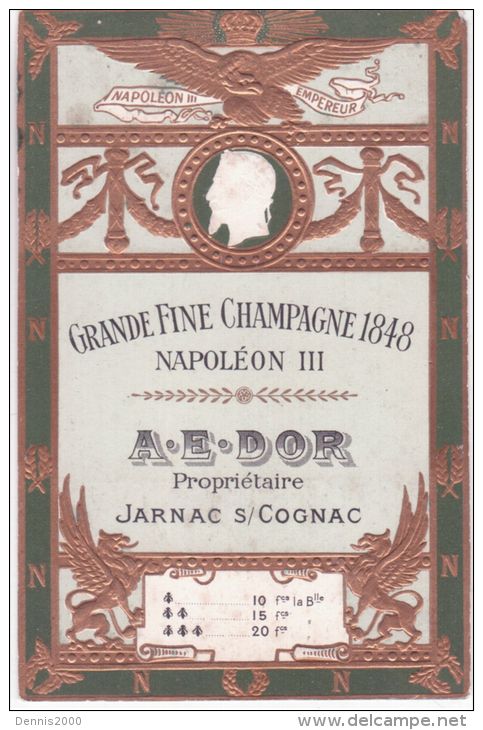 NAPOLÉON III EMPEREUR
N N
GRANDE FINE CHAMPAGNE 1848
N N
NAPOLÉON III
A·E·DOR
Propriétaire
JARNAC S/COGNAC
N N
10 fcs la Blle
15 fcs
20 fcs
N N
Dennis2000 www.delcampe.net